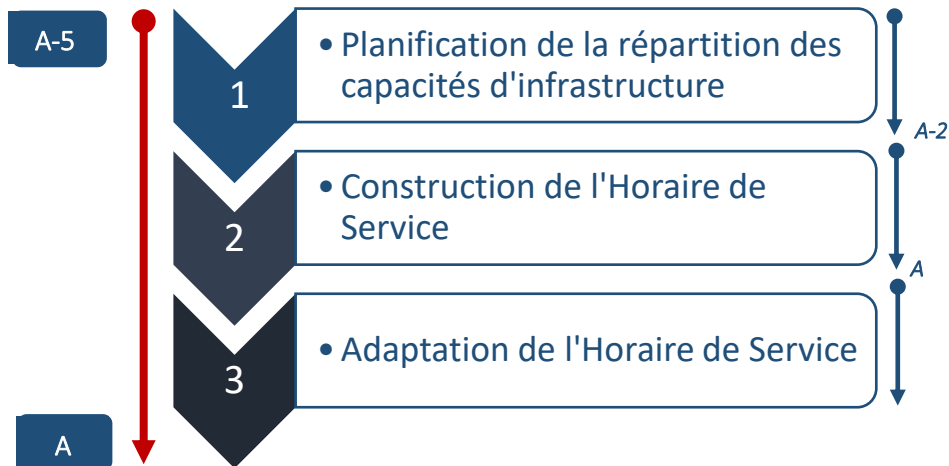 A-5
1
• Planification de la répartition des
capacités d'infrastructure
A-2
2
• Construction de l'Horaire de
Service
A
3
• Adaptation de l'Horaire de Service
A